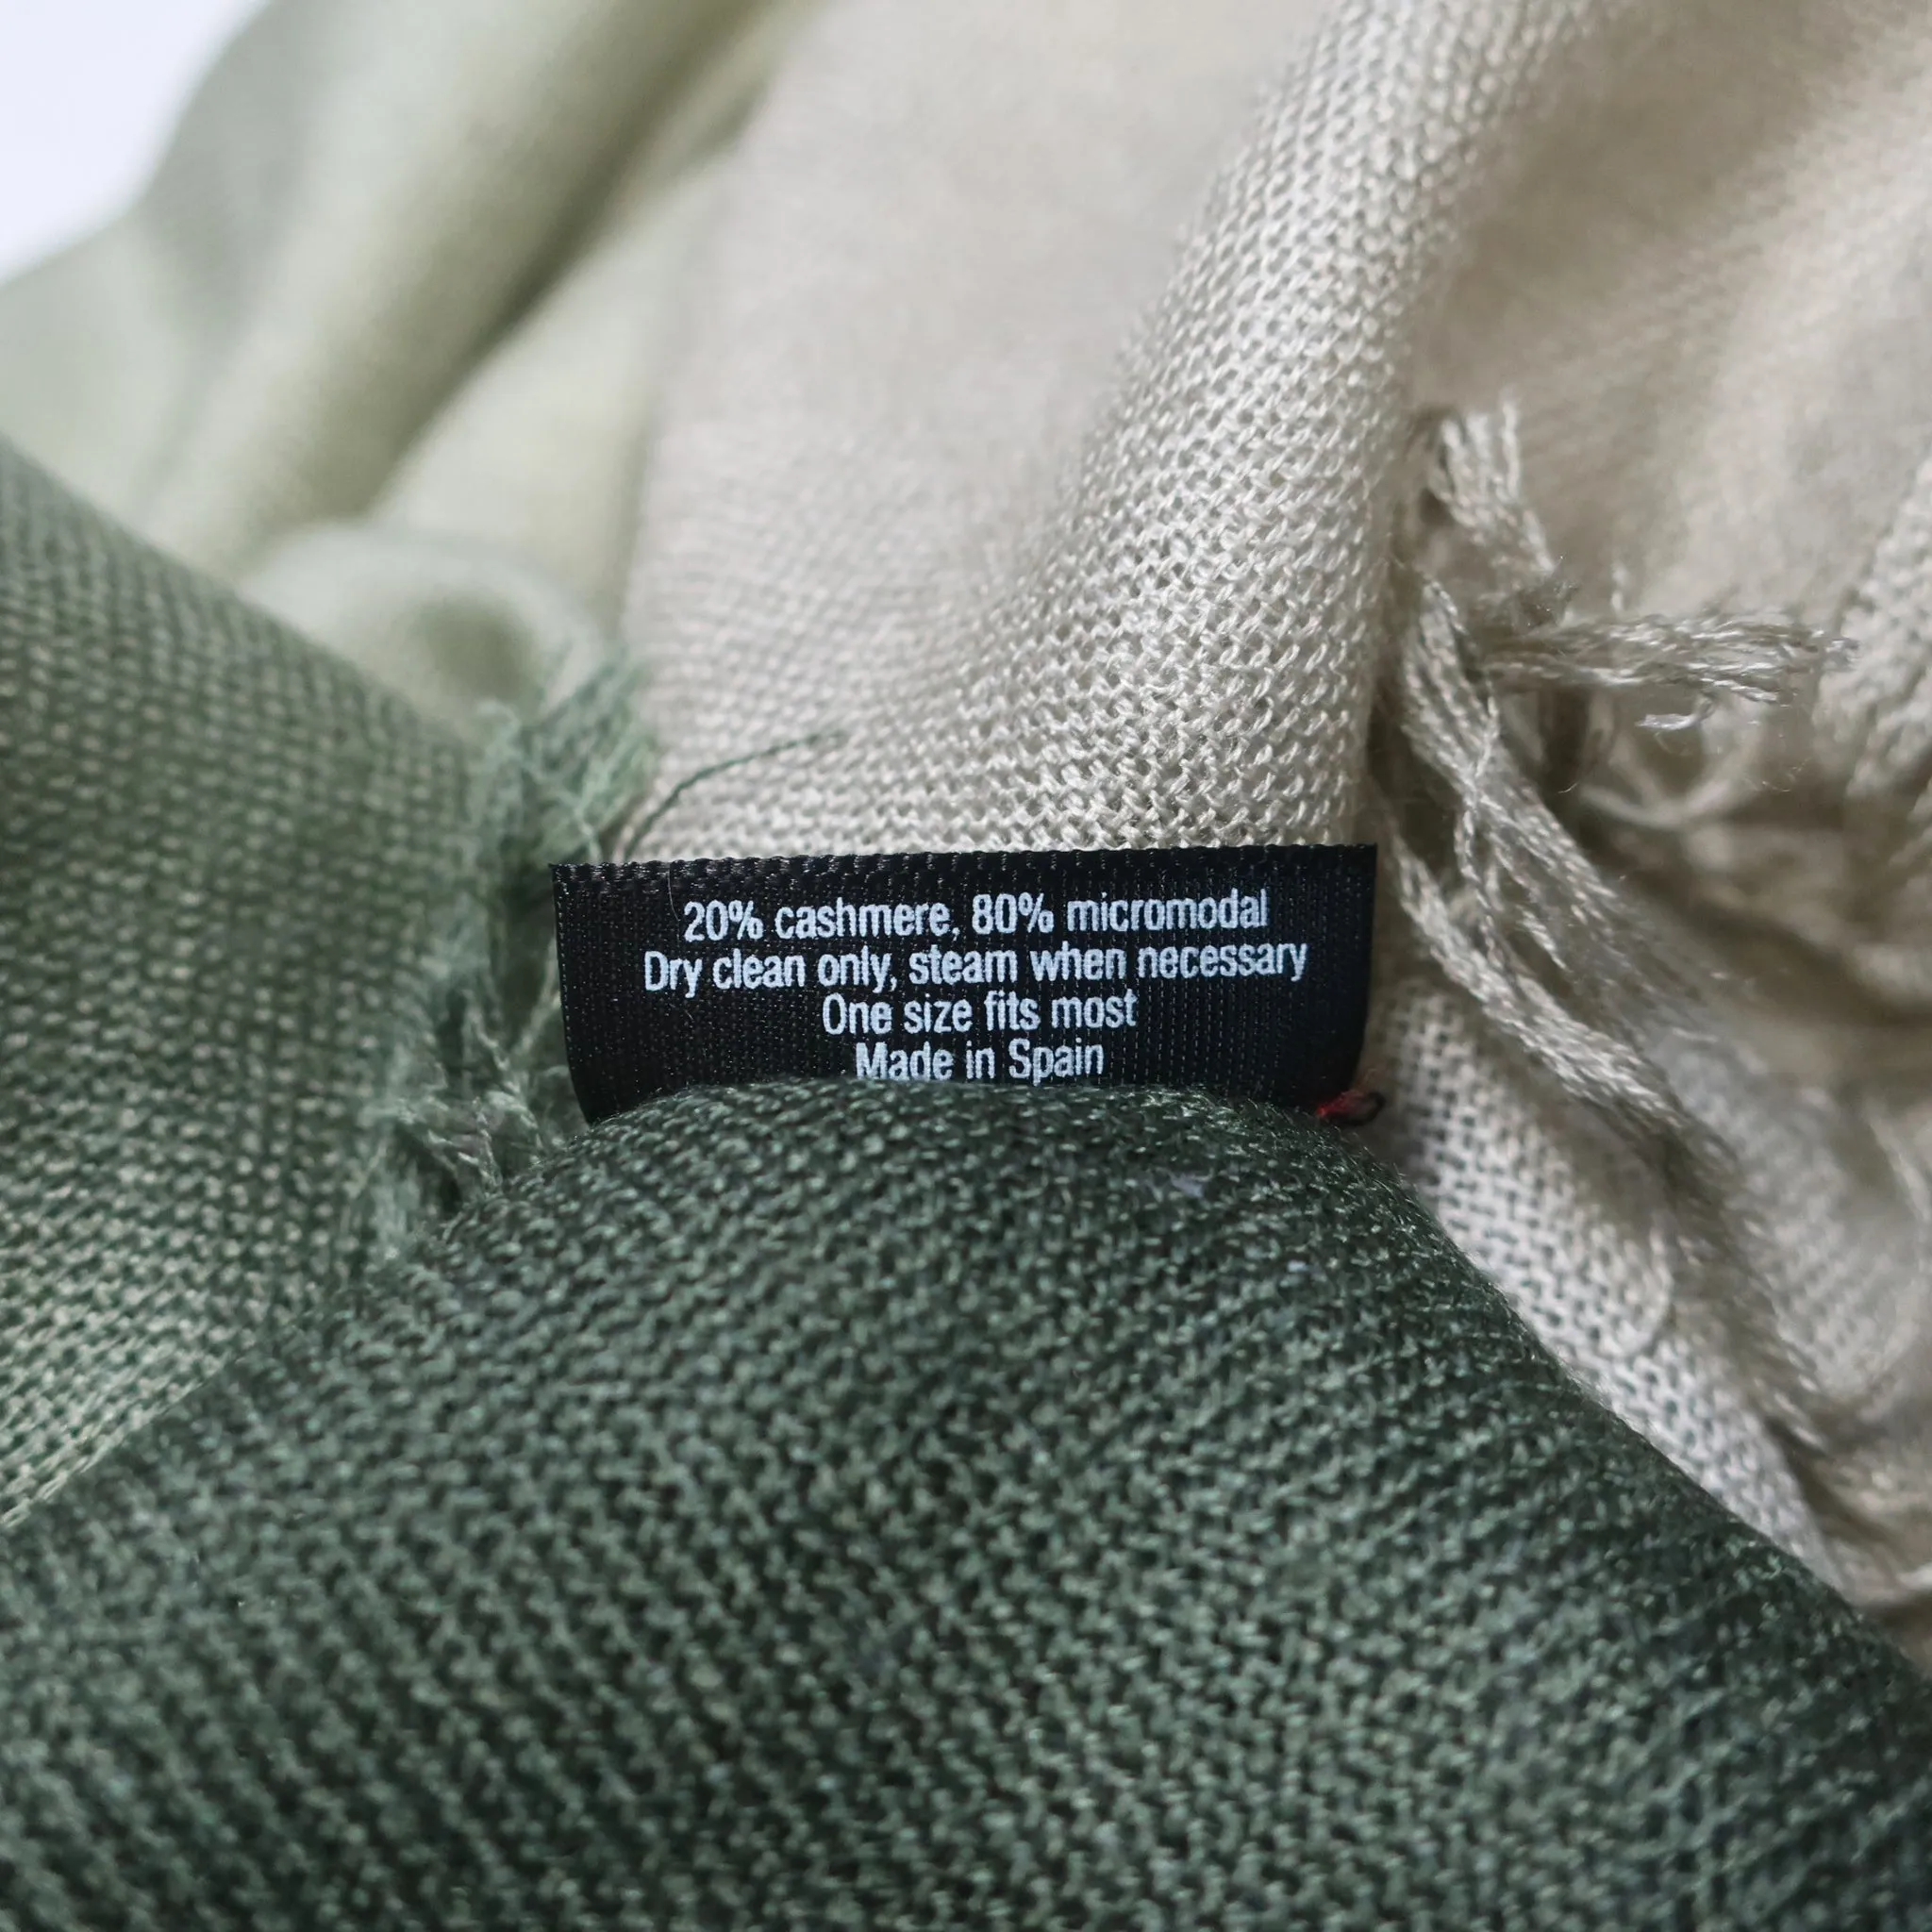 20% cashmere, 80% micromodal
Dry clean only, steam when necessary
One size fits most
Made in Spain